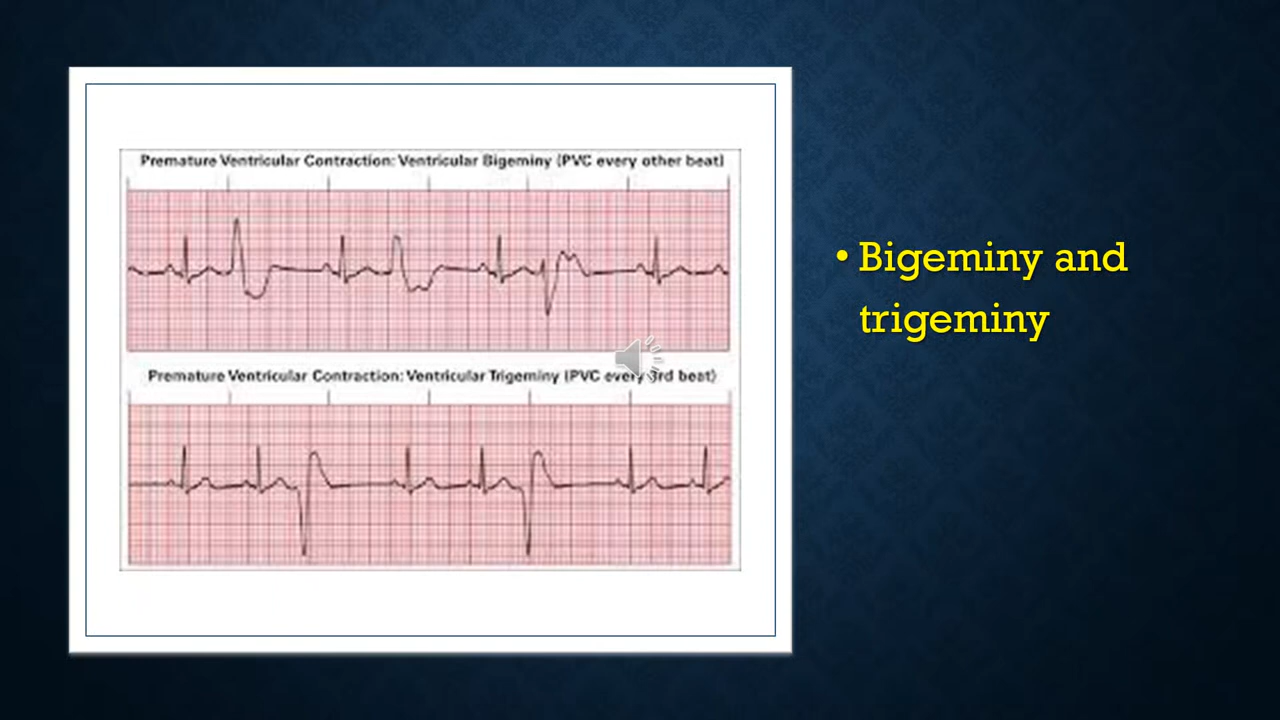 Premature Ventricular Contraction: Ventricular Bigeminy (PVC every other beat)
Premature Ventricular Contraction: Ventricular Trigeminy (PVC every 3rd beat)
• Bigeminy and
trigeminy